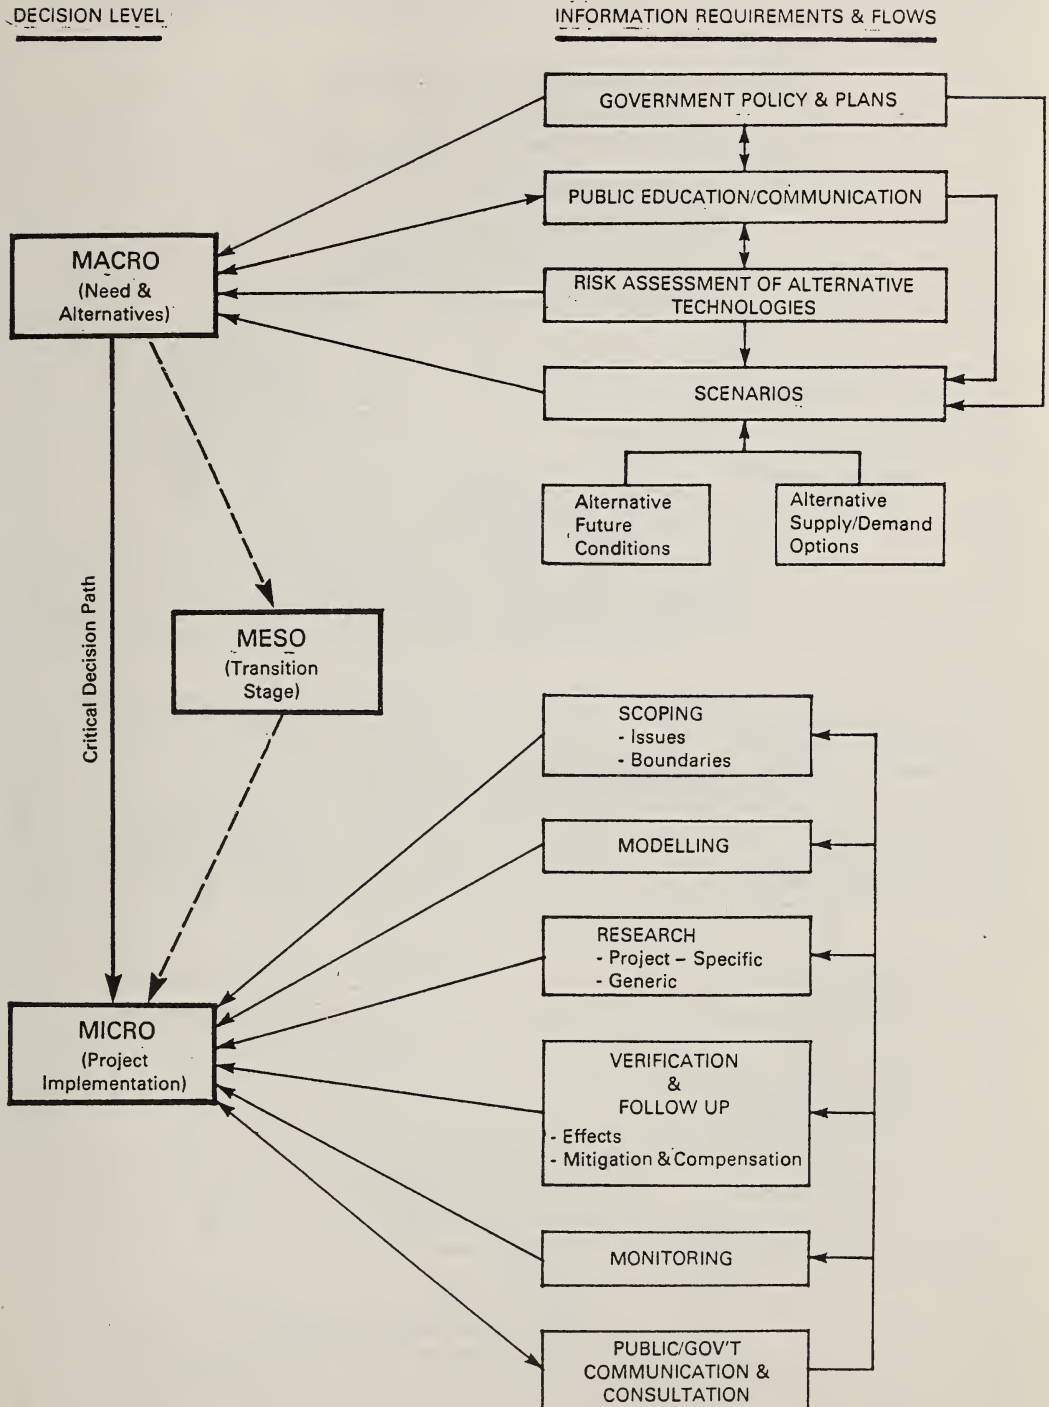 DECISION LEVEL
INFORMATION REQUIREMENTS & FLOWS
GOVERNMENT POLICY & PLANS
PUBLIC EDUCATION/COMMUNICATION
MACRO
(Need &
Alternatives)
RISK ASSESSMENT OF ALTERNATIVE
TECHNOLOGIES
SCENARIOS
Alternative
Future
Conditions
Alternative
Supply/Demand
Options
Critical Decision Path
MESO
(Transition
Stage)
SCOPING
- Issues
- Boundaries
MODELLING
RESEARCH
- Project – Specific
- Generic
MICRO
(Project
Implementation)
VERIFICATION
&
FOLLOW UP
- Effects
- Mitigation & Compensation
MONITORING
PUBLIC/GOV'T
COMMUNICATION &
CONSULTATION